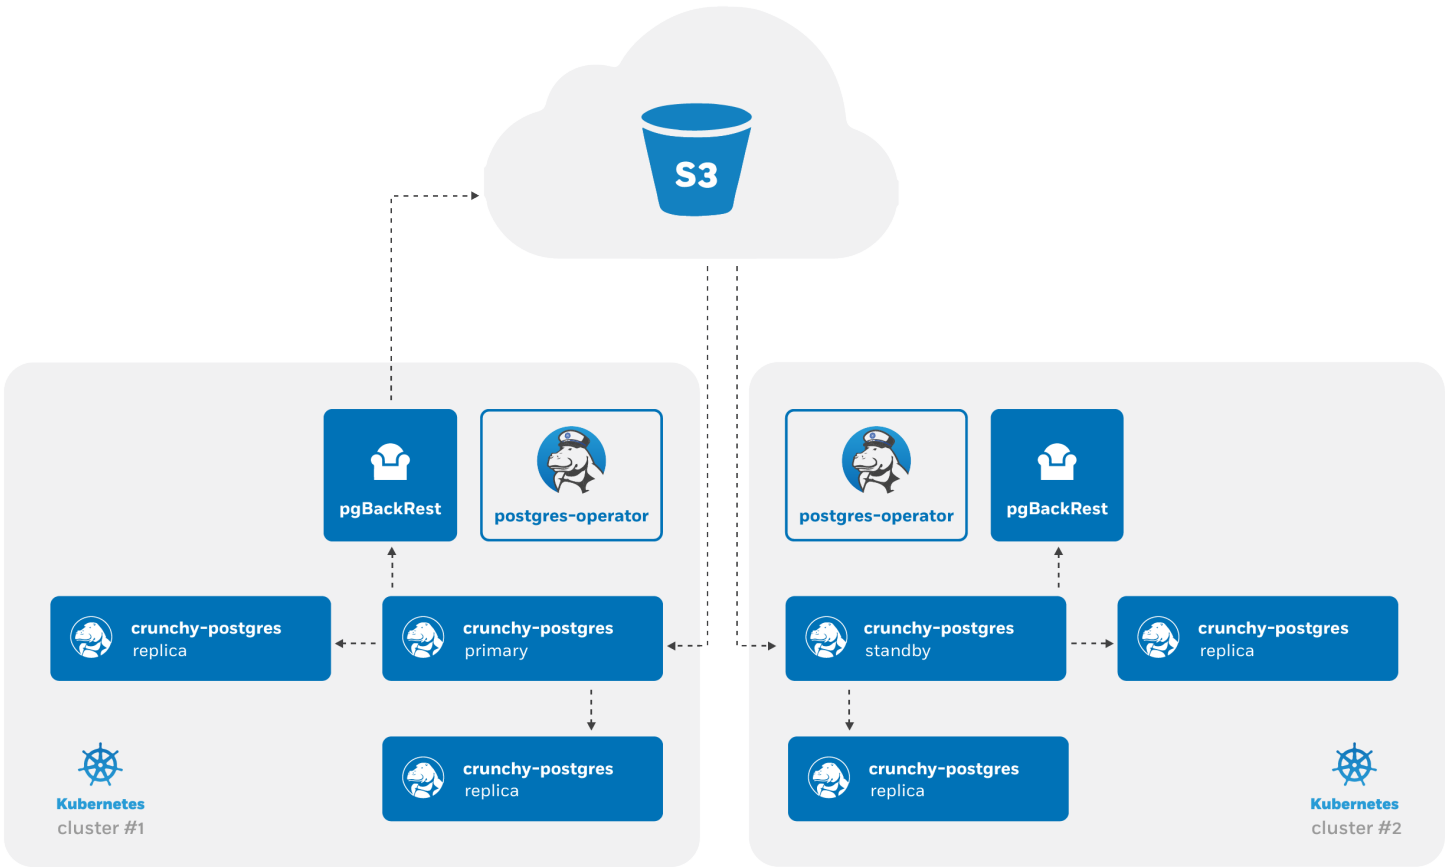 S3
pgBackRest
postgres-operator
crunchy-postgres
replica
crunchy-postgres
primary
crunchy-postgres
replica
Kubernetes
cluster #1
postgres-operator
pgBackRest
crunchy-postgres
standby
crunchy-postgres
replica
crunchy-postgres
replica
Kubernetes
cluster #2